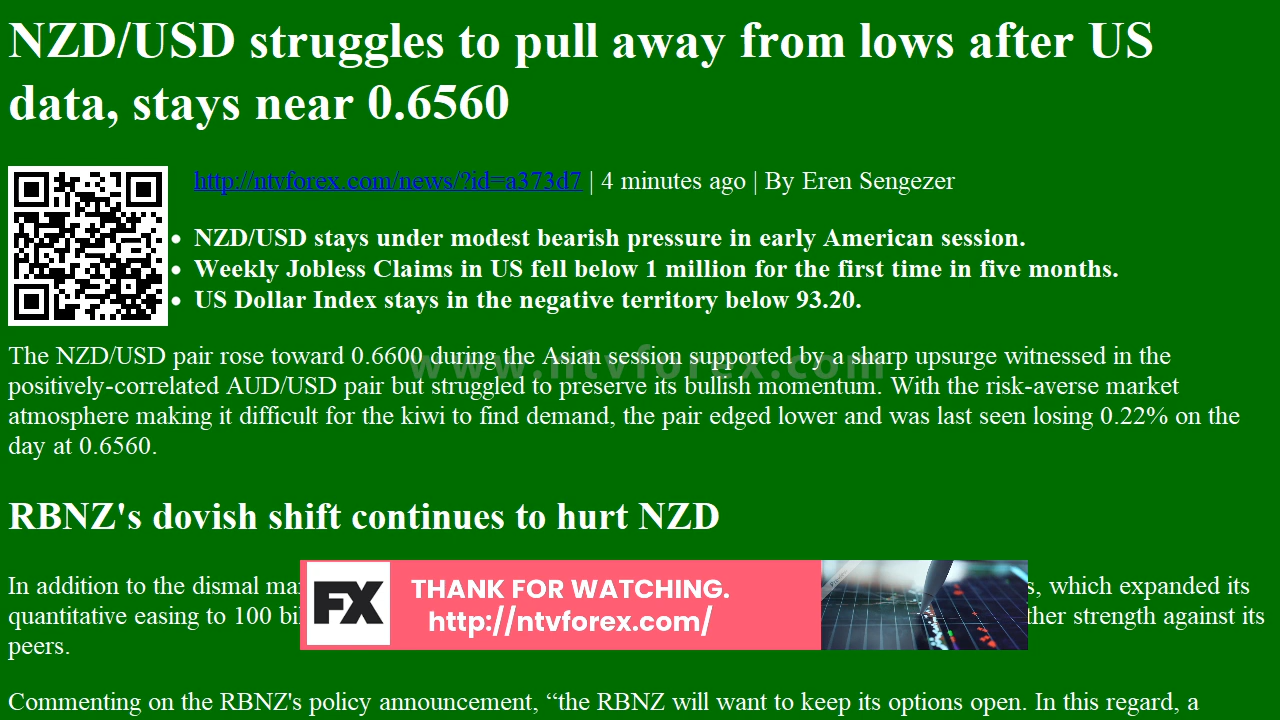 NZD/USD struggles to pull away from lows after US
data, stays near 0.6560
http://ntvforex.com/news/?id=a373d7 | 4 minutes ago | By Eren Sengezer
• NZD/USD stays under modest bearish pressure in early American session.
• Weekly Jobless Claims in US fell below 1 million for the first time in five months.
• US Dollar Index stays in the negative territory below 93.20.
The NZD/USD pair rose toward 0.6600 during the Asian session supported by a sharp upsurge witnessed in the
www.ntvforex.com
positively-correlated AUD/USD pair but struggled to preserve its bullish momentum. With the risk-averse market
atmosphere making it difficult for the kiwi to find demand, the pair edged lower and was last seen losing 0.22% on the
day at 0.6560.
RBNZ's dovish shift continues to hurt NZD
In addition to the dismal which expanded its
FX
THANK FOR WATCHING.
http://ntvforex.com/
quantitative easing to 100 strength against its
peers.
Commenting on the RBNZ's policy announcement, “the RBNZ will want to keep its options open. In this regard, a